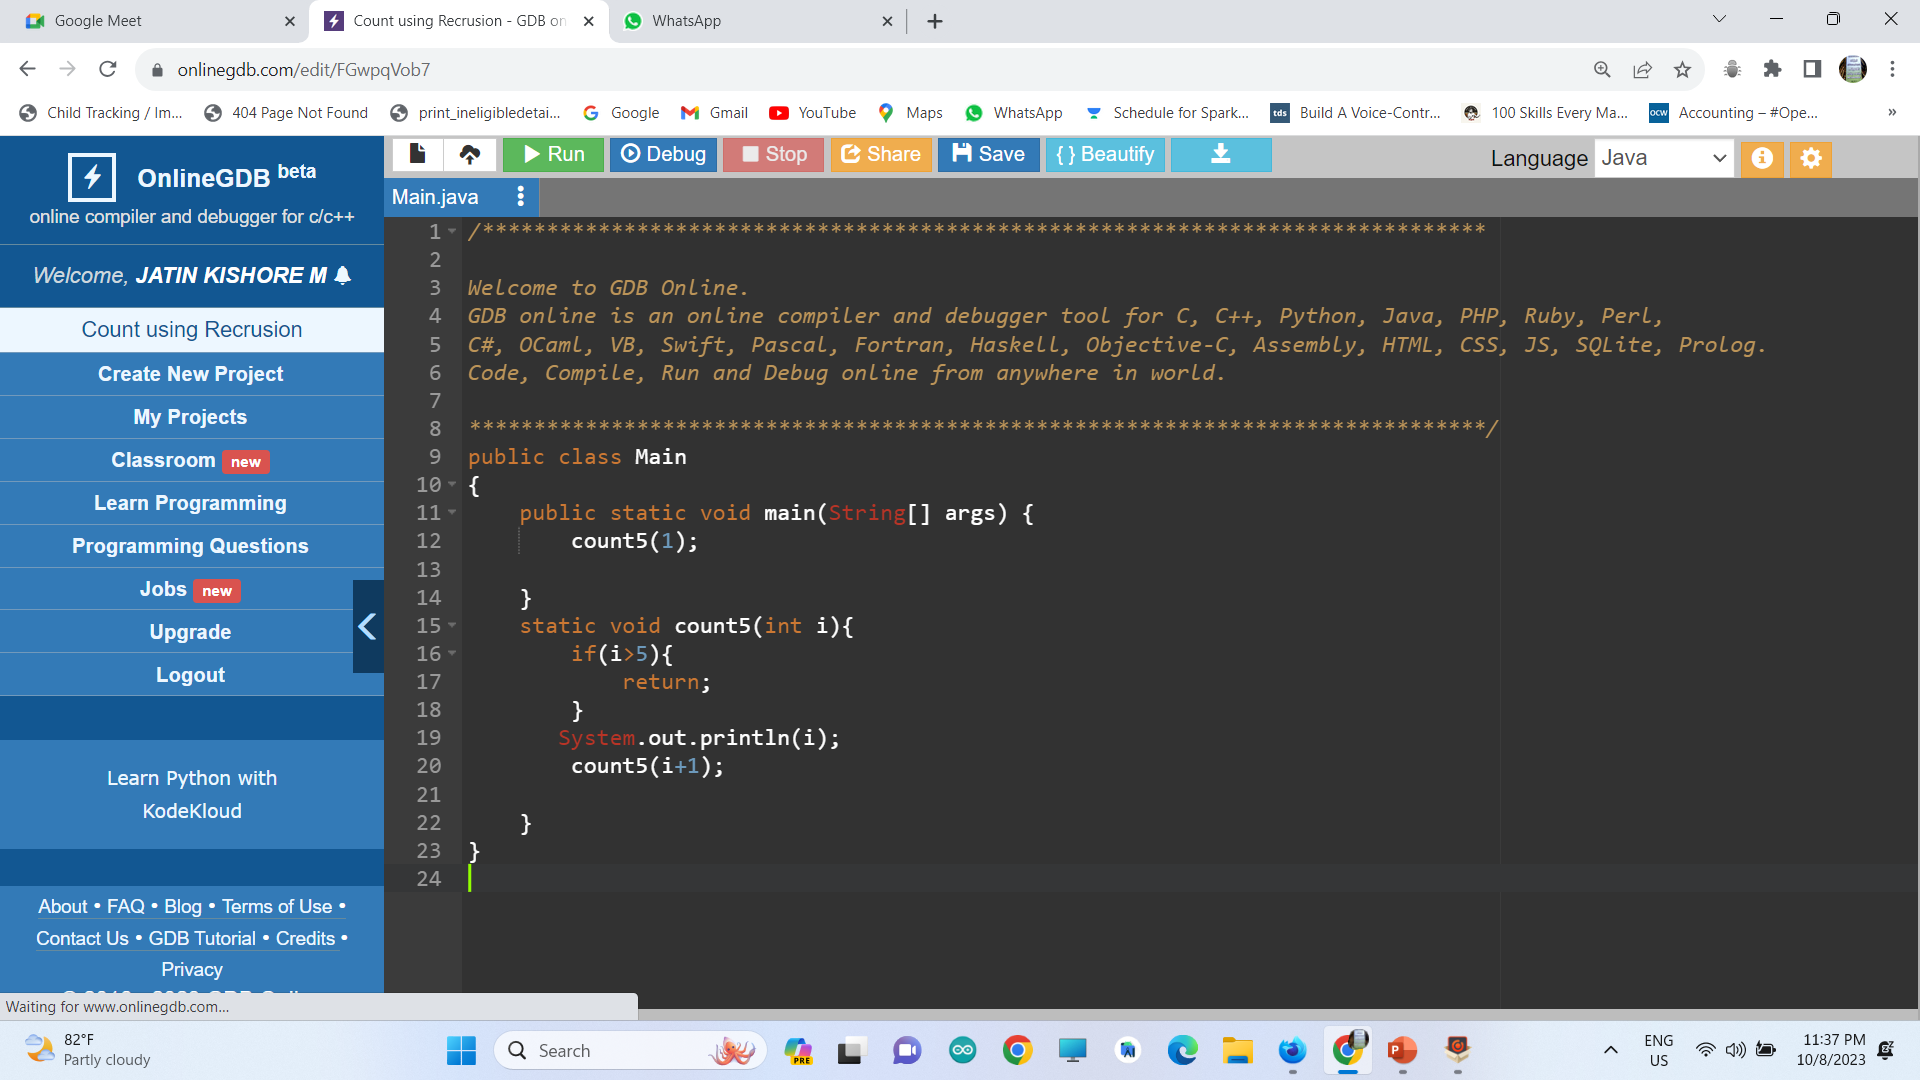 Google Meet
Count using Recrusion - GDB on
WhatsApp
onlinegdb.com/edit/FGwpqVob7
Child Tracking / Im...
404 Page Not Found
print_ineligibledetai...
Google
Gmail
YouTube
Maps
WhatsApp
Schedule for Spark...
tds
Build A Voice-Contr...
100 Skills Every Ma...
OCW
Accounting – #Ope...
»
OnlineGDB beta
online compiler and debugger for c/c++
Welcome, JATIN KISHORE M
Count using Recrusion
Create New Project
My Projects
Classroom new
Learn Programming
Programming Questions
Jobs new
Upgrade
Logout
Learn Python with
KodeKloud
About • FAQ • Blog • Terms of Use •
Contact Us • GDB Tutorial • Credits •
Privacy
Waiting for www.onlinegdb.com...
Run
Debug
Stop
Share
Save
{ } Beautify
Language
Java
Main.java
1 /******************************************************************************
2
3 Welcome to GDB Online.
4 GDB online is an online compiler and debugger tool for C, C++, Python, Java, PHP, Ruby, Perl,
5 C#, OCaml, VB, Swift, Pascal, Fortran, Haskell, Objective-C, Assembly, HTML, CSS, JS, SQLite, Prolog.
6 Code, Compile, Run and Debug online from anywhere in world.
7
8 *******************************************************************************/
9 public class Main
10 {
11     public static void main(String[] args) {
12         count5(1);
13
14     }
15     static void count5(int i){
16         if(i>5){
17             return;
18         }
19        System.out.println(i);
20         count5(i+1);
21
22     }
23 }
24
82°F
Partly cloudy
Search
PRE
ENG
US
11:37 PM
10/8/2023